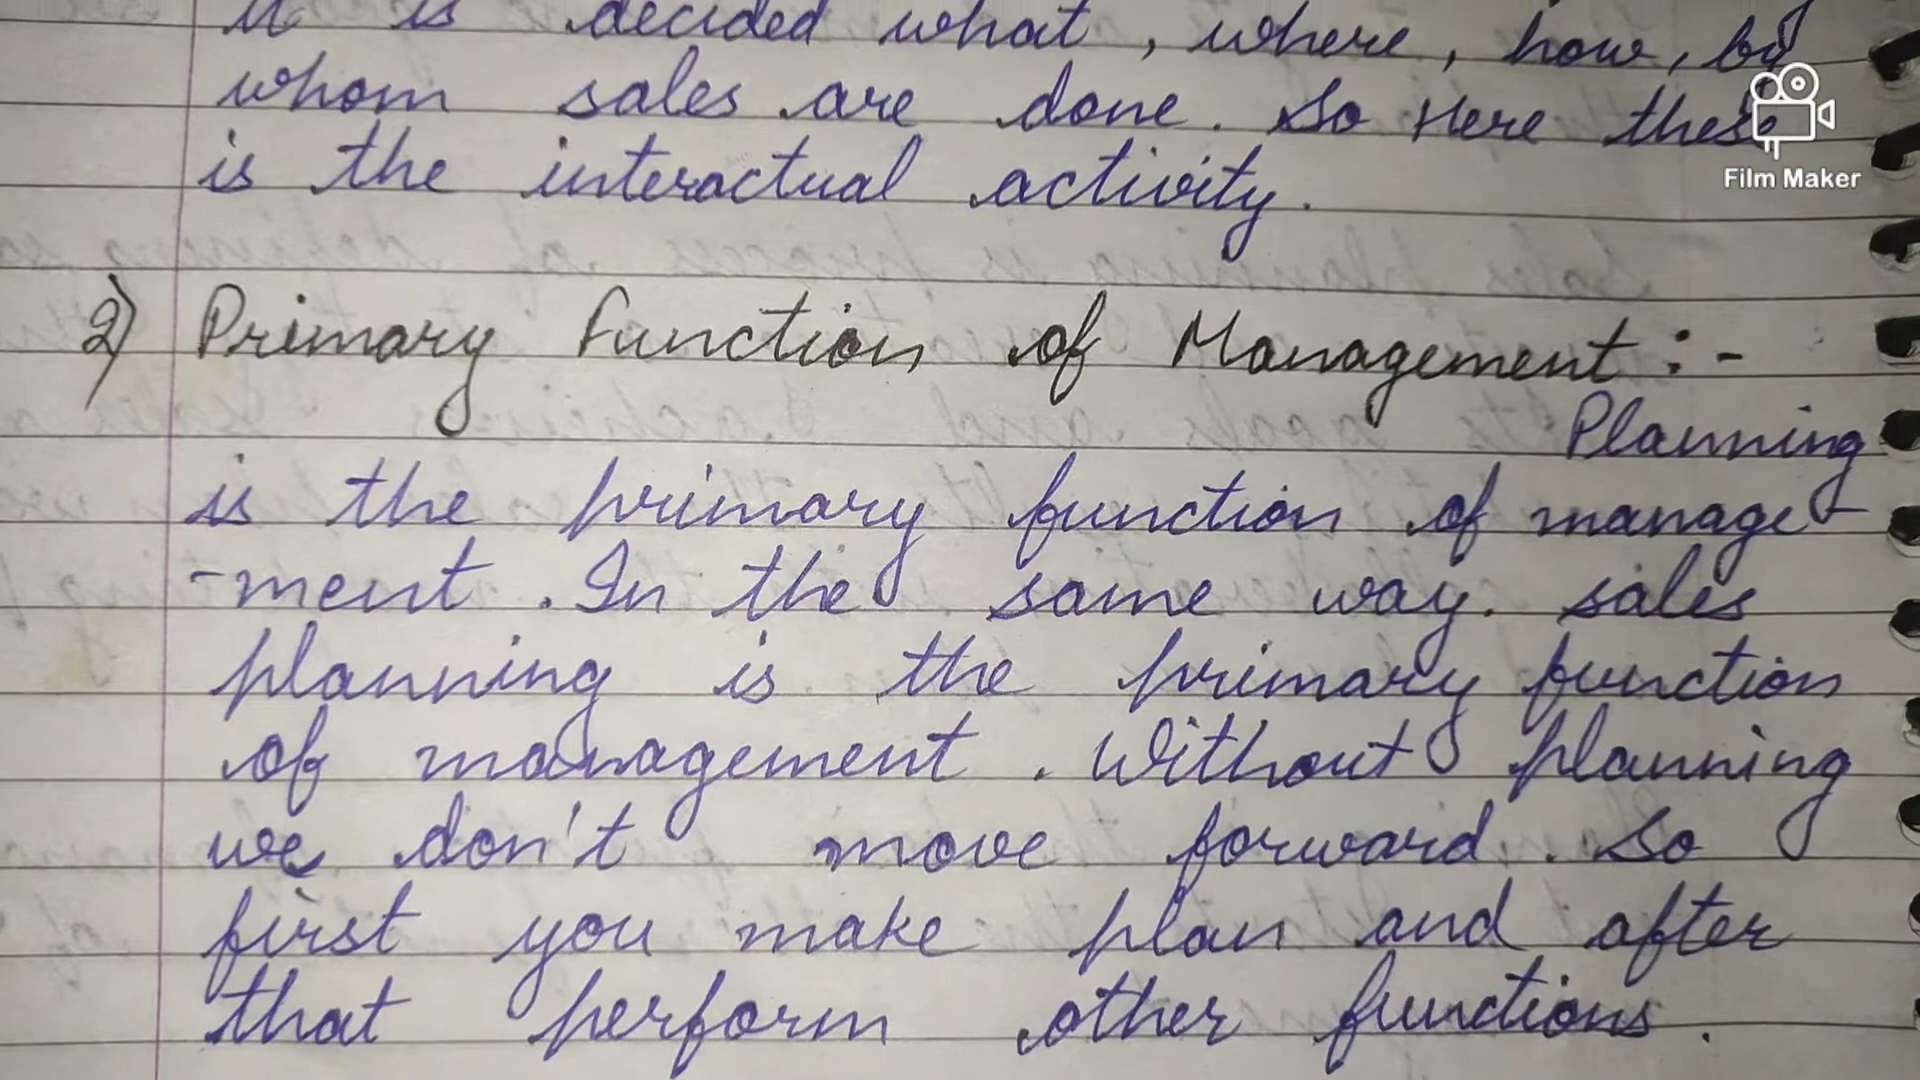 it is decided what, where, how, by
whom sales are done. So Here these
is the interactual activity.
Film Maker
2) Primary Function of Management :-
Planning
is the primary function of manage-
-ment. In the same way. sales
planning is the primary function
of management. Without planning
we don't move forward. So
first you make plan and after
that perform other functions.